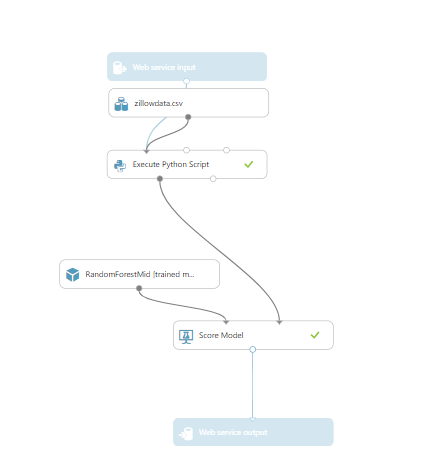 Web service input
zillowdata.csv
Execute Python Script
RandomForestMid [trained m...
Score Model
Web service output